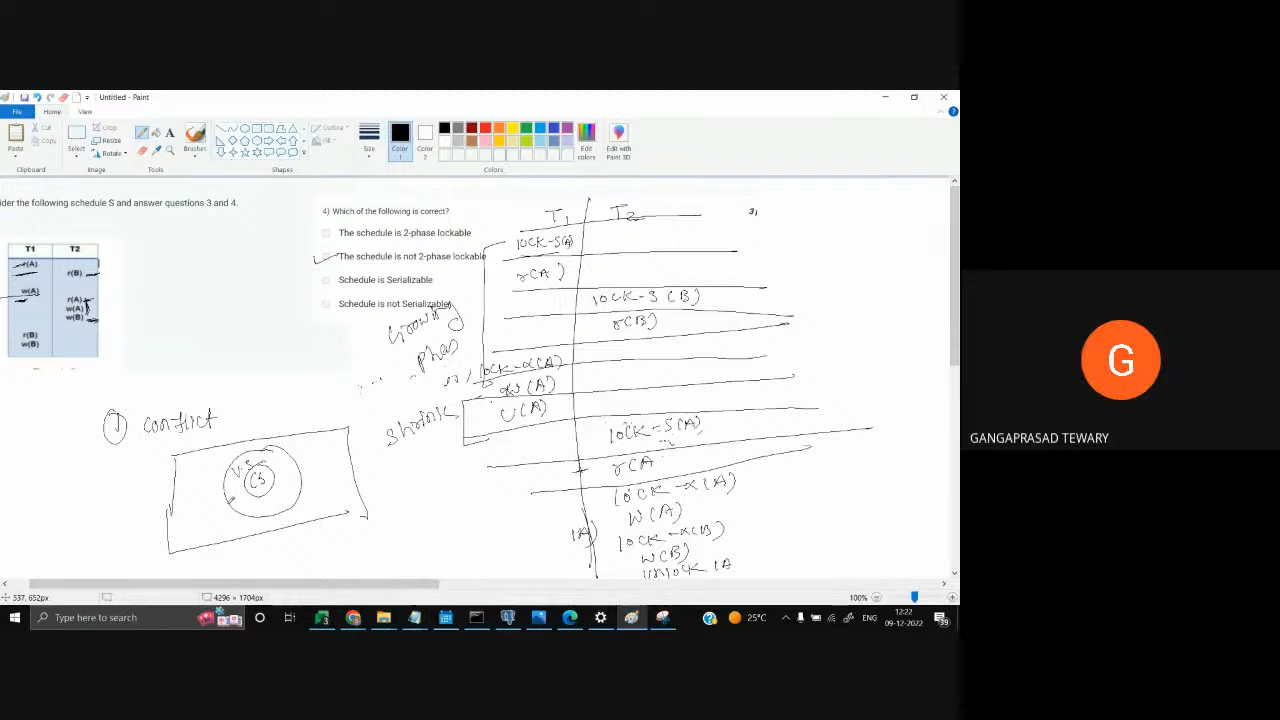 Untitled - Paint
File
Home
View
Paste
Cut
Copy
Clipboard
Select
Crop
Resize
Rotate
Image
Tools
Brushes
Outline
Fill
Shapes
Size
Color 1
Color 2
Edit colors
Edit with Paint 3D
Colors
ider the following schedule S and answer questions 3 and 4.
T1 T2
r(A)
r(B)
w(A)
r(A)
w(A)
w(B)
r(B)
w(B)
4) Which of the following is correct?
The schedule is 2-phase lockable
The schedule is not 2-phase lockable
Schedule is Serializable
Schedule is not Serializable
3)
T1 T2
lock-S(A)
r(A)
lock-S(B)
r(B)
lock-x(A)
w(A)
U(A)
lock-S(A)
r(A
lock-x(A)
W(A)
lock-x(B)
W(B)
unlock (A
(A)
Growing
phas
shrink
1 conflict
V.S
CS
537, 652px
4296 × 1704px
100%
Type here to search
25°C
ENG
12:22
09-12-2022
39
G
GANGAPRASAD TEWARY